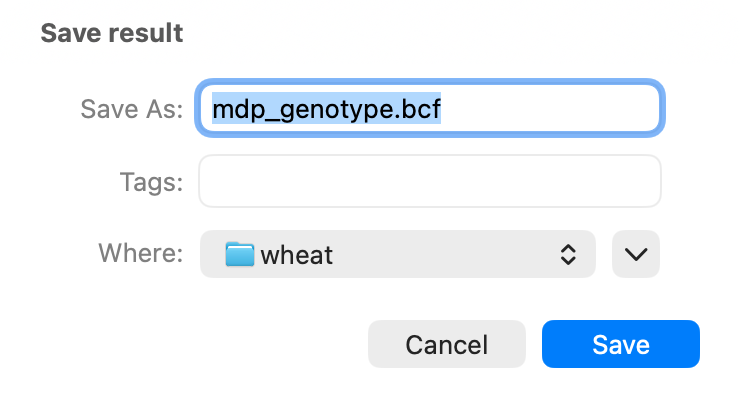 Save result
Save As: mdp_genotype.bcf
Tags:
Where: wheat
Cancel Save